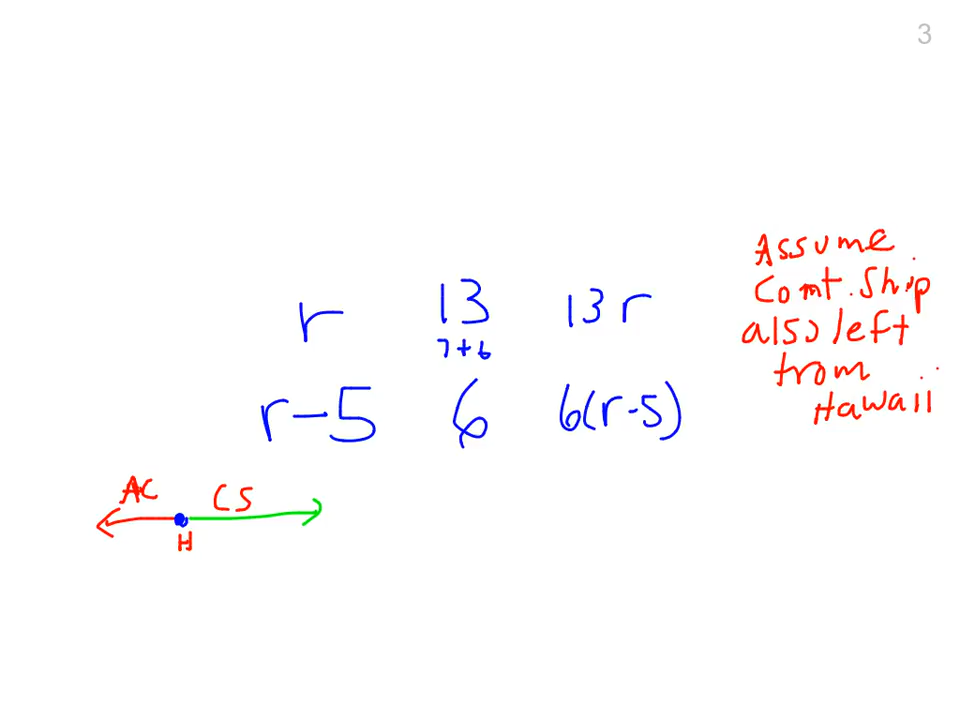 3
Assume
Cont. Ship
also left
from
Hawaii
r 13 13r
7+6
r-5 6 6(r-5)
AC CS
H